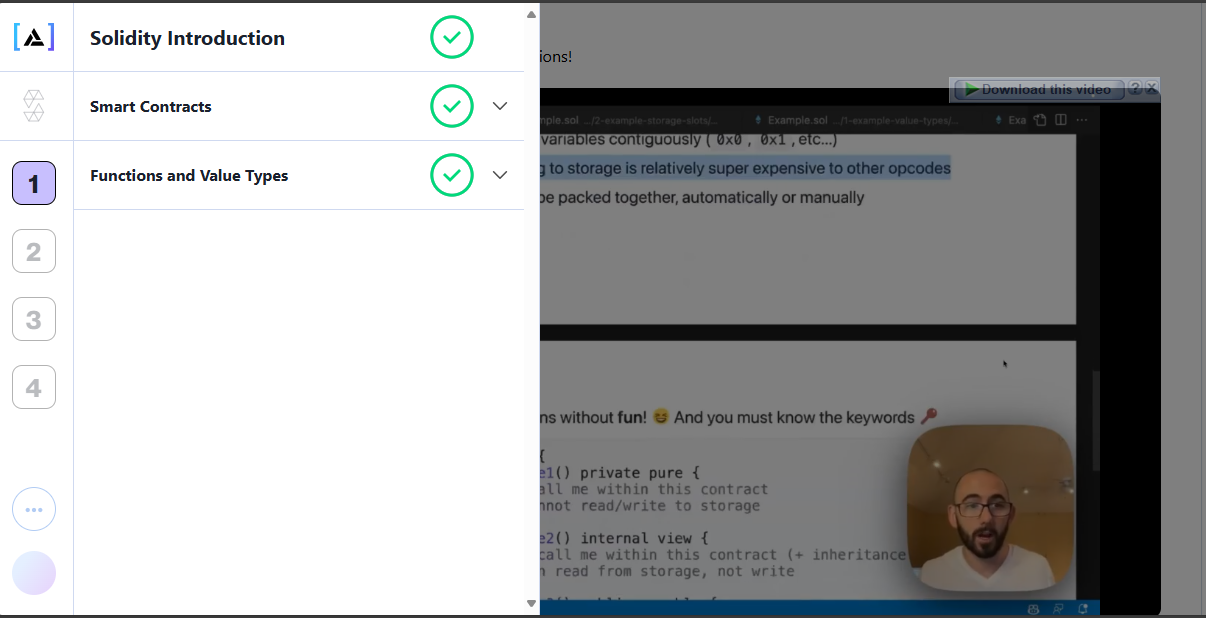 Solidity Introduction
Smart Contracts
Functions and Value Types
1
2
3
4
ions!
Download this video
?
mple.sol .../2-example-storage-slots/...
Example.sol .../1-example-value-types/...
Exa
variables contiguously ( 0x0 , 0x1 , etc...)
g to storage is relatively super expensive to other opcodes
be packed together, automatically or manually
ns without fun! 😄 And you must know the keywords 🔑
{
e1() private pure {
all me within this contract
nnot read/write to storage
e2() internal view {
call me within this contract (+ inheritance
n read from storage, not write